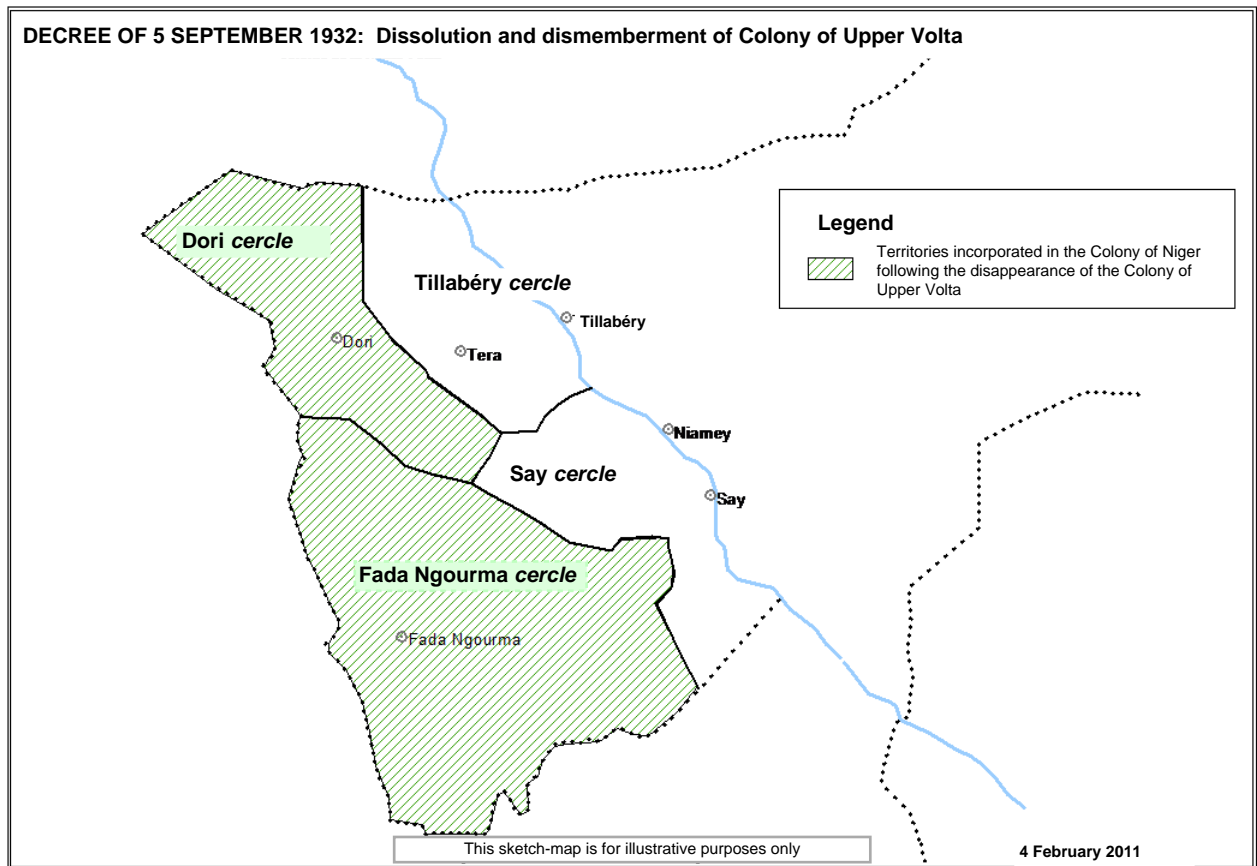 DECREE OF 5 SEPTEMBER 1932: Dissolution and dismemberment of Colony of Upper Volta
Legend
Territories incorporated in the Colony of Niger
following the disappearance of the Colony of
Upper Volta
Dori cercle
Tillabéry cercle
Tillabéry
Dori
Tera
Niamey
Say cercle
Say
Fada Ngourma cercle
Fada Ngourma
This sketch-map is for illustrative purposes only
4 February 2011